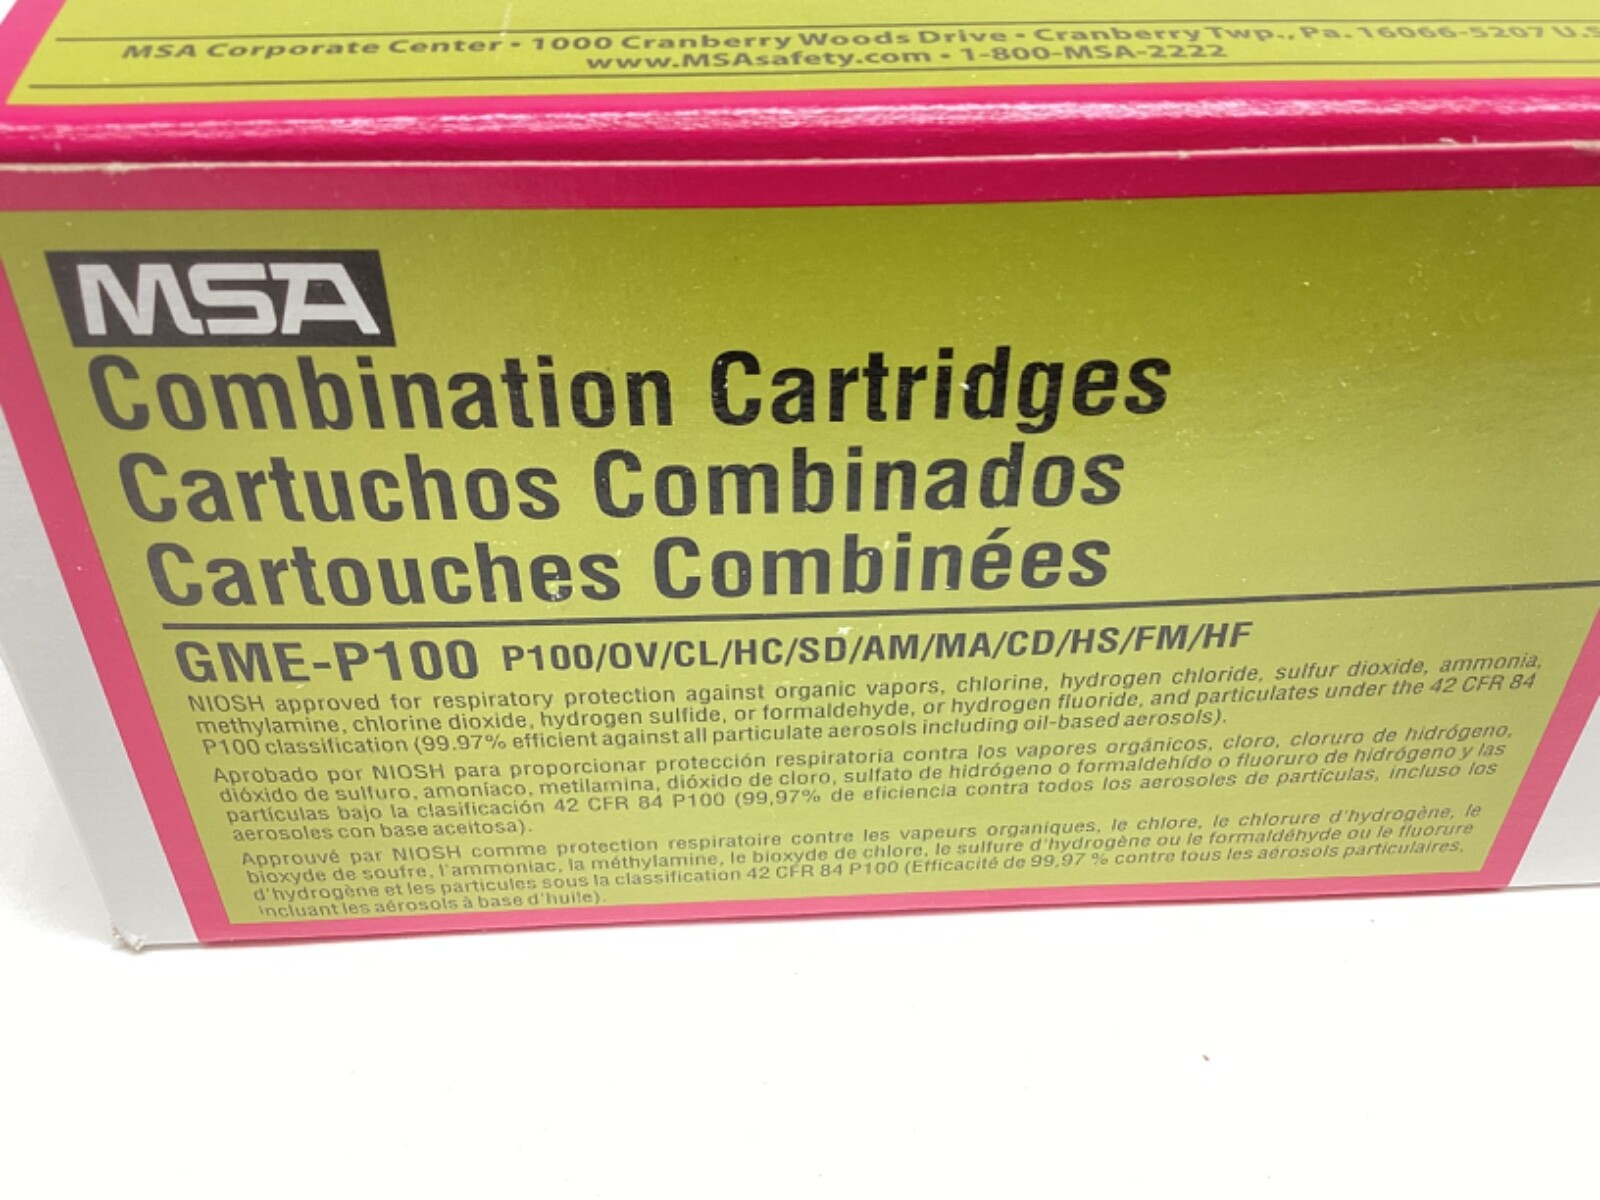 MSA Corporate Center • 1000 Cranberry Woods Drive • Cranberry Twp., Pa. 16066-5207 U.S
www.MSAsafety.com • 1-800-MSA-2222
MSA
Combination Cartridges
Cartuchos Combinados
Cartouches Combinées
GME-P100 P100/OV/CL/HC/SD/AM/MA/CD/HS/FM/HF
NIOSH approved for respiratory protection against organic vapors, chlorine, hydrogen chloride, sulfur dioxide, ammonia,
methylamine, chlorine dioxide, hydrogen sulfide, or formaldehyde, or hydrogen fluoride, and particulates under the 42 CFR 84
P100 classification (99.97% efficient against all particulate aerosols including oil-based aerosols).
Aprobado por NIOSH para proporcionar protección respiratoria contra los vapores orgánicos, cloro, cloruro de hidrógeno,
dióxido de sulfuro, amoníaco, metilamina, dióxido de cloro, sulfato de hidrógeno o formaldehído o fluoruro de hidrógeno y las
partículas bajo la clasificación 42 CFR 84 P100 (99,97% de eficiencia contra todos los aerosoles de partículas, incluso los
aerosoles con base aceitosa).
Approuvé par NIOSH comme protection respiratoire contre les vapeurs organiques, le chlore, le chlorure d'hydrogène, le
bioxyde de soufre, l'ammoniac, la méthylamine, le bioxyde de chlore, le sulfure d'hydrogène ou le formaldéhyde ou le fluorure
d'hydrogène et les particules sous la classification 42 CFR 84 P100 (Efficacité de 99,97 % contre tous les aérosols particulaires,
incluant les aérosols à base d'huile).